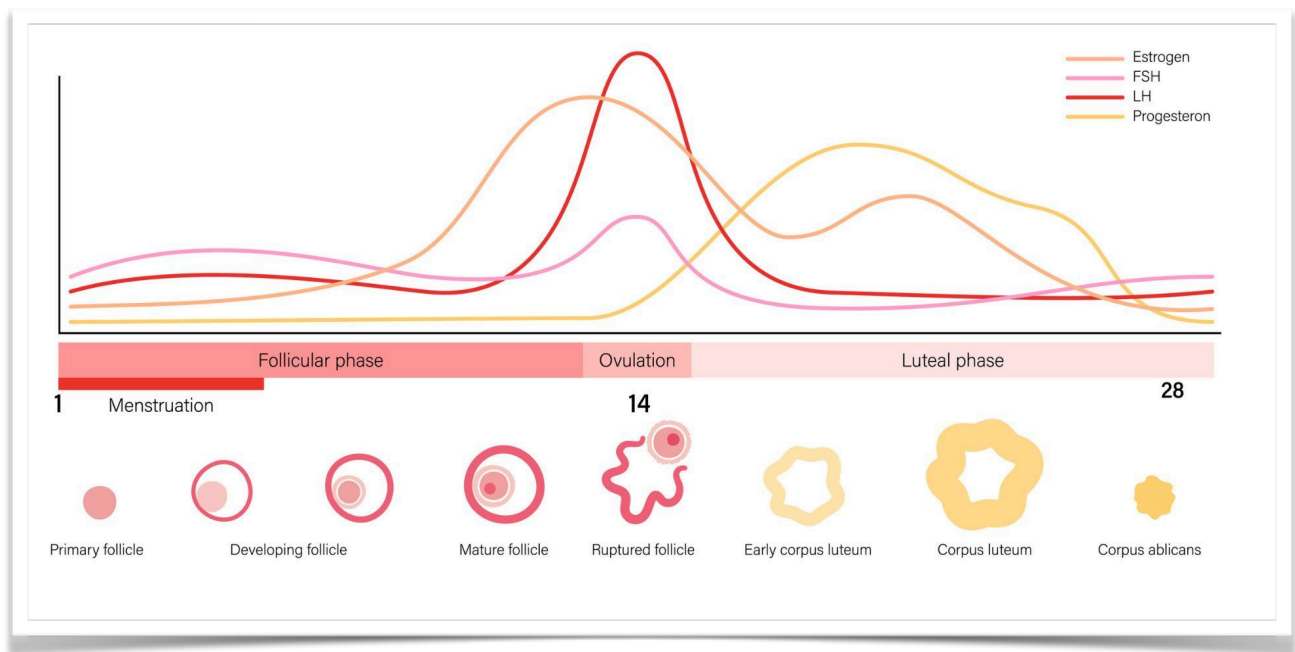 Estrogen
FSH
LH
Progesteron
Follicular phase
Ovulation
Luteal phase
1
Menstruation
14
28
Primary follicle
Developing follicle
Mature follicle
Ruptured follicle
Early corpus luteum
Corpus luteum
Corpus ablicans